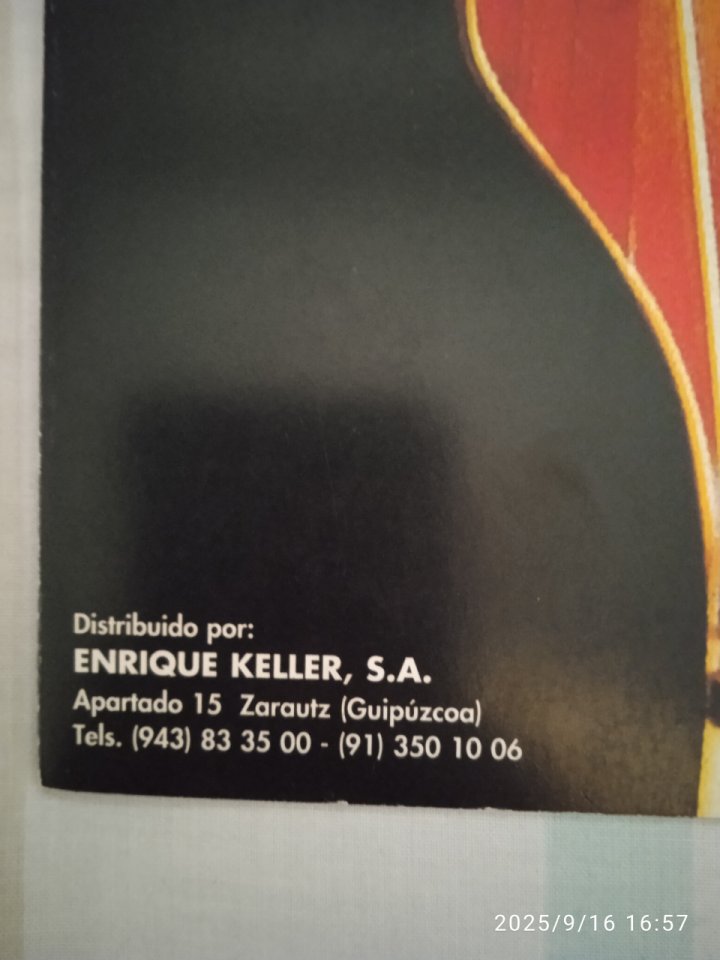 Distribuido por:
ENRIQUE KELLER, S.A.
Apartado 15 Zarautz (Guipúzcoa)
Tels. (943) 83 35 00 - (91) 350 10 06
2025/9/16 16:57